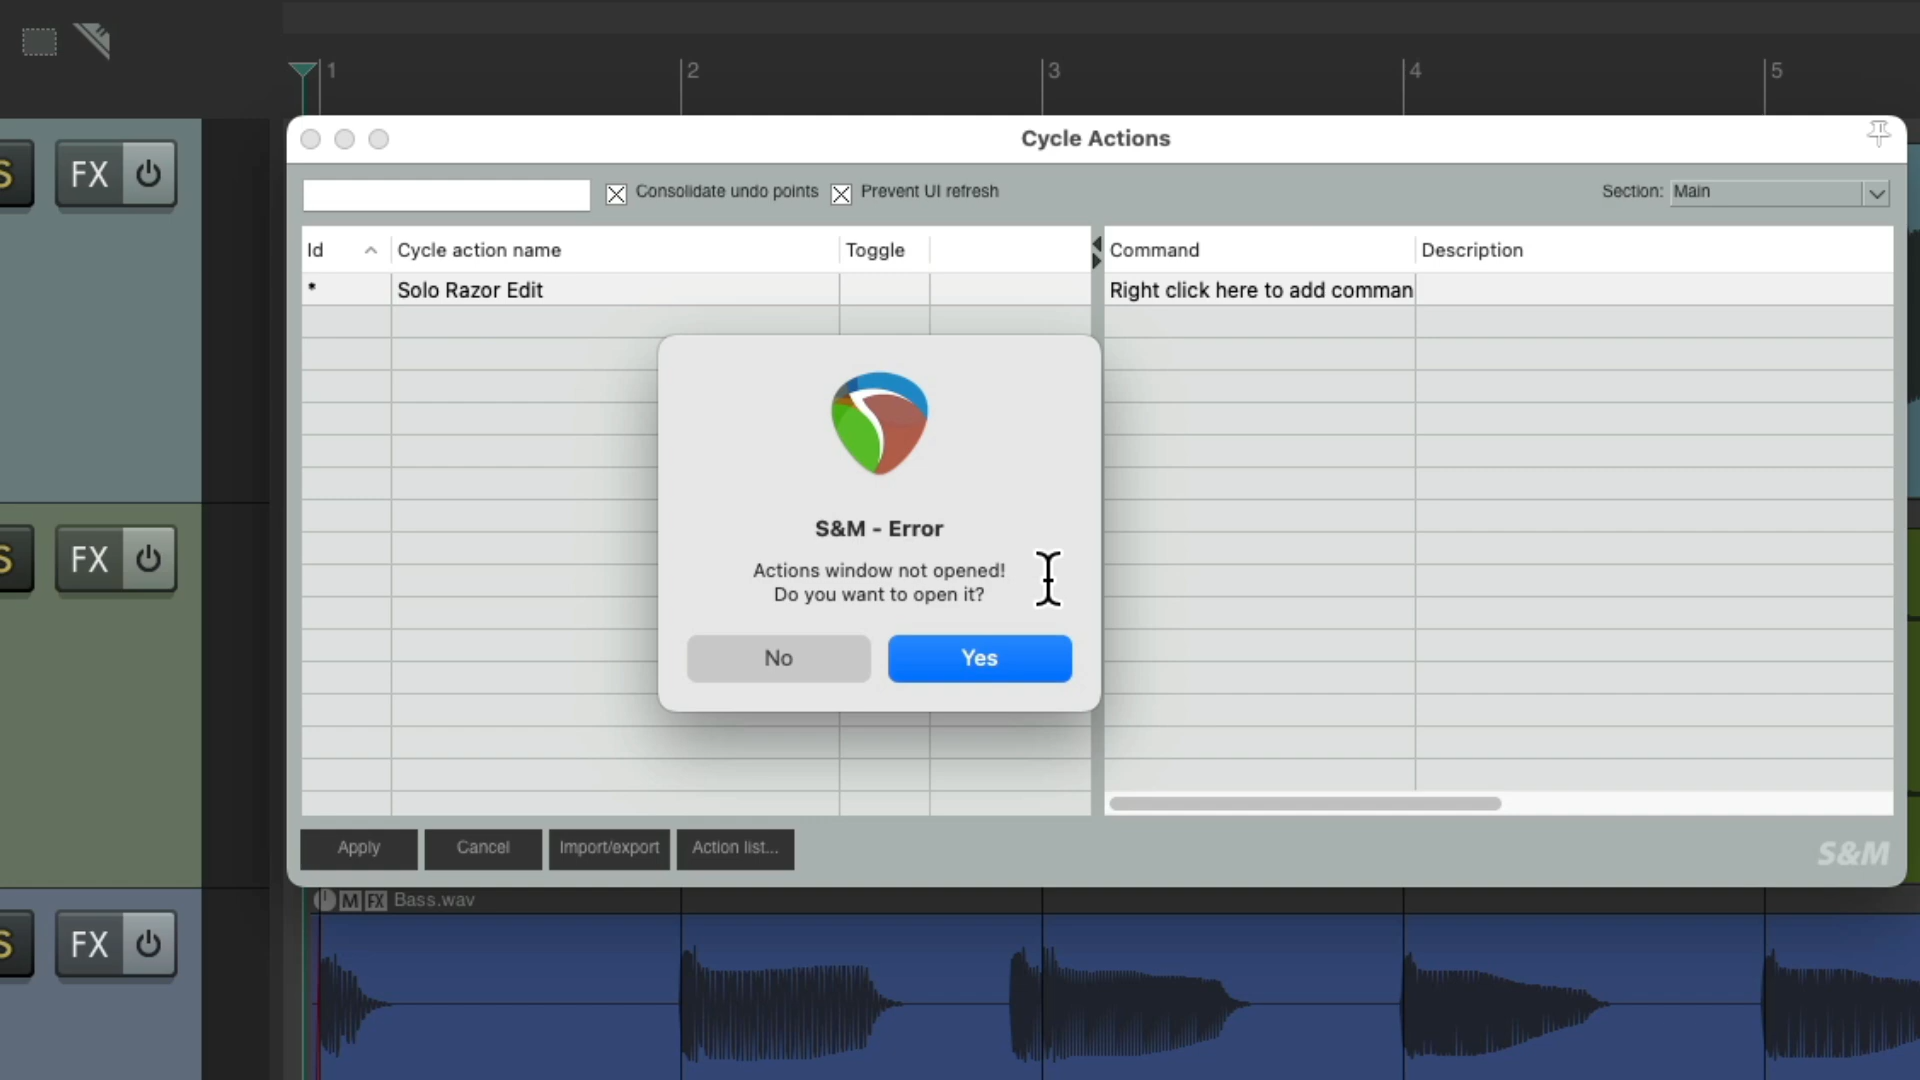 1 2 3 4 5
Cycle Actions
Consolidate undo points Prevent UI refresh Section: Main
Id Cycle action name Toggle Command Description
* Solo Razor Edit Right click here to add comman
S FX
S&M - Error
Actions window not opened!
Do you want to open it?
No Yes
S FX
Apply Cancel Import/export Action list... S&M
M FX Bass.wav
S FX